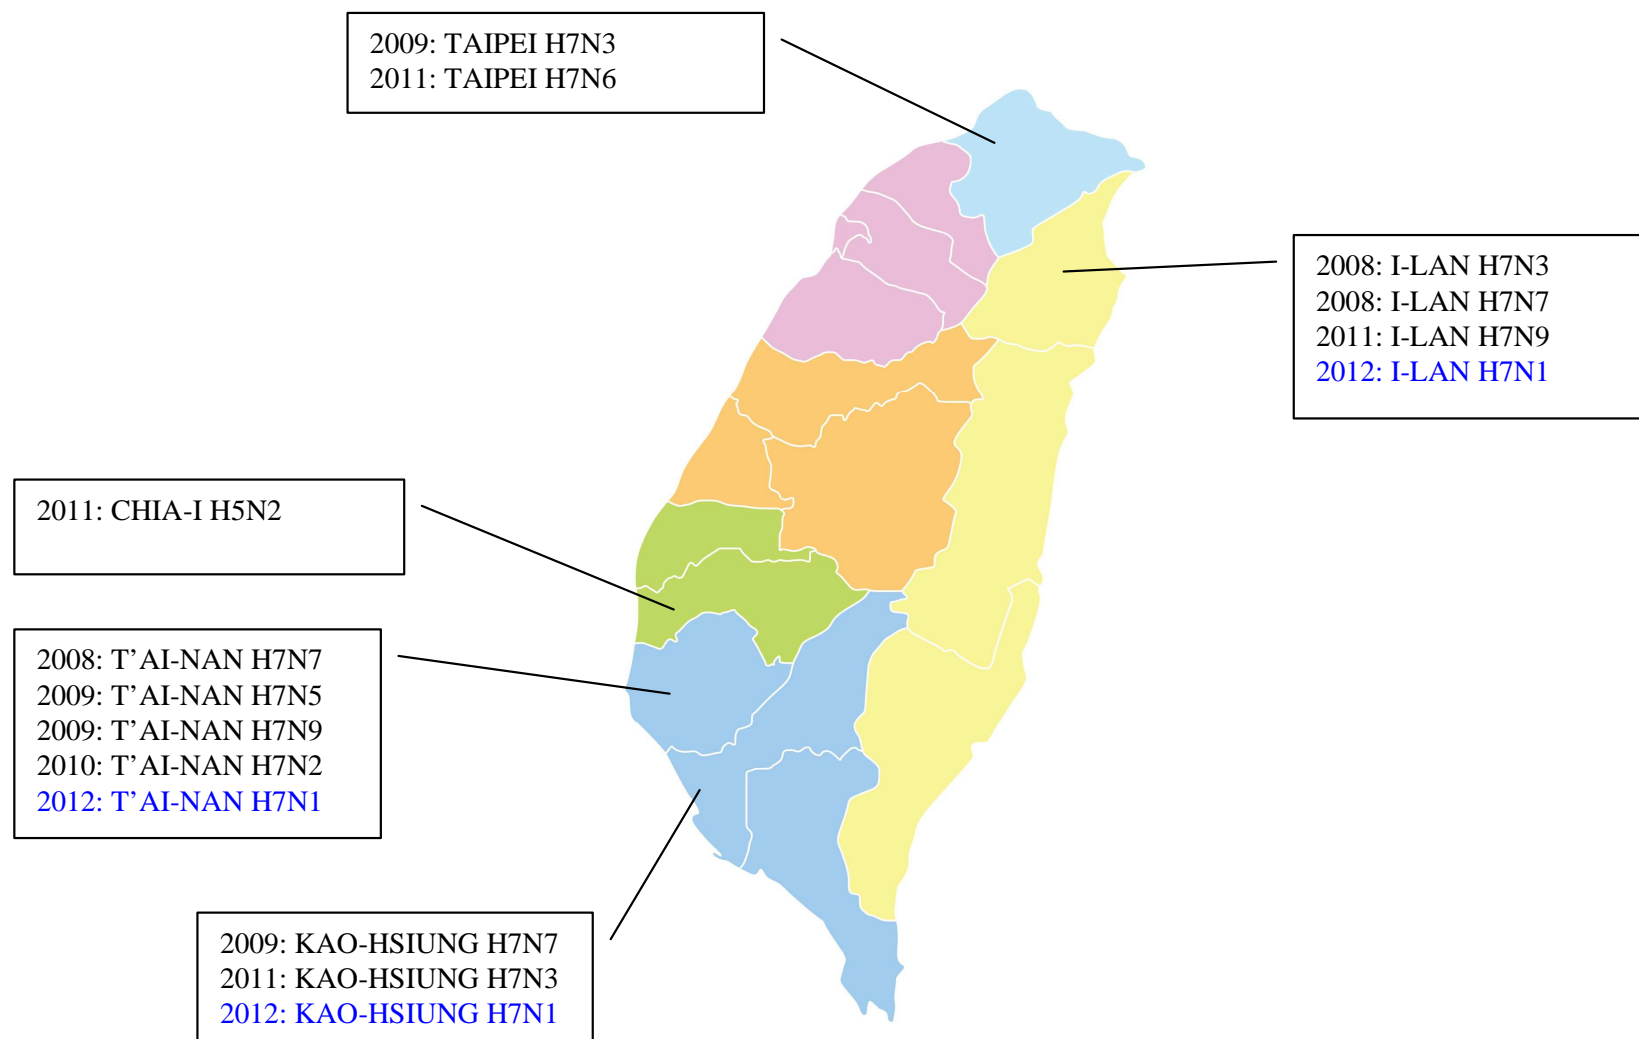 2009: TAIPEI H7N3
2011: TAIPEI H7N6
2008: I-LAN H7N3
2008: I-LAN H7N7
2011: I-LAN H7N9
2012: I-LAN H7N1
2011: CHIA-I H5N2
2008: T’AI-NAN H7N7
2009: T’AI-NAN H7N5
2009: T’AI-NAN H7N9
2010: T’AI-NAN H7N2
2012: T’AI-NAN H7N1
2009: KAO-HSIUNG H7N7
2011: KAO-HSIUNG H7N3
2012: KAO-HSIUNG H7N1